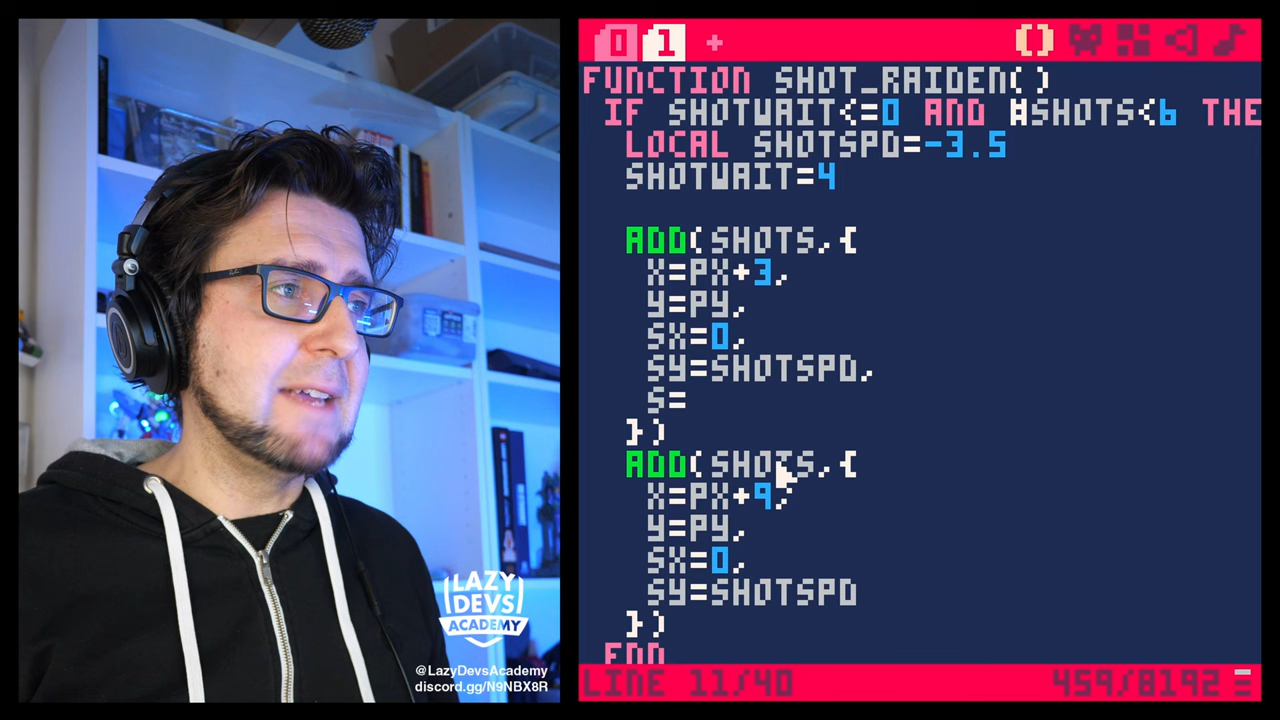 0 1 +
FUNCTION SHOT_RAIDEN()
IF SHOTWAIT<=0 AND #SHOTS<6 THE
LOCAL SHOTSPD=-3.5
SHOTWAIT=4
ADD(SHOTS,{
X=PX+3,
Y=PY,
SX=0,
SY=SHOTSPD,
S=
})
ADD(SHOTS,{
X=PX+9,
Y=PY,
SX=0,
SY=SHOTSPD
})
END
LINE 11/40 459/8192
LAZY
DEVS
ACADEMY
@LazyDevsAcademy
discord.gg/N9NBX8R